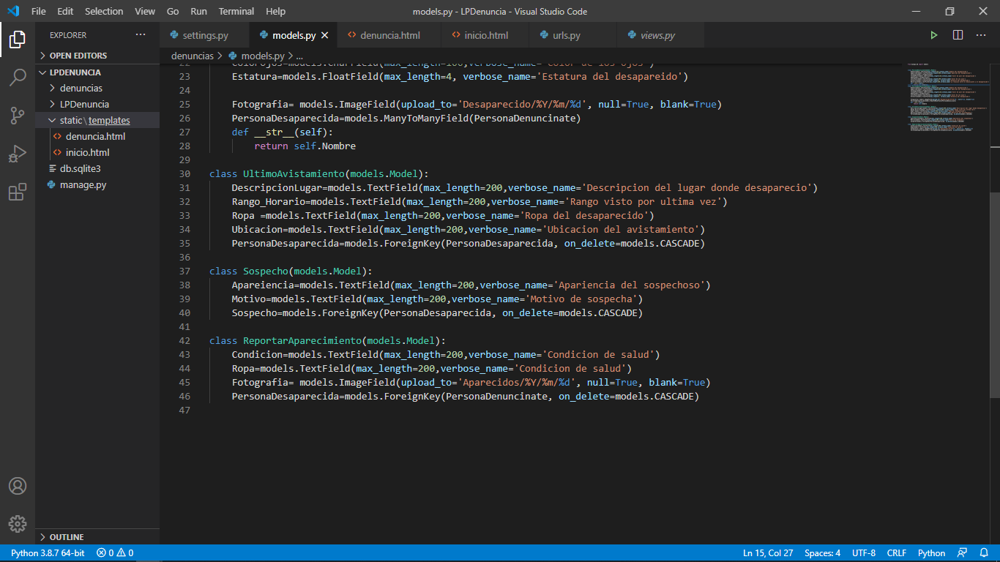 File Edit Selection View Go Run Terminal Help models.py - LPDenuncia - Visual Studio Code
EXPLORER ...
OPEN EDITORS
LPDENUNCIA
denuncias
LPDenuncia
static\templates
denuncia.html
inicio.html
db.sqlite3
manage.py
OUTLINE
settings.py models.py denuncia.html inicio.html urls.py views.py
denuncias > models.py > ...
22 ColorOjos=models.CharField(max_length=100,verbose_name='Color de los ojos')
23 Estatura=models.FloatField(max_length=4, verbose_name='Estatura del desapareido')
24
25 Fotografia= models.ImageField(upload_to='Desaparecido/%Y/%m/%d', null=True, blank=True)
26 PersonaDesaparecida=models.ManyToManyField(PersonaDenuncinate)
27 def __str__(self):
28 return self.Nombre
29
30 class UltimoAvistamiento(models.Model):
31 DescripcionLugar=models.TextField(max_length=200,verbose_name='Descripcion del lugar donde desaparecio')
32 Rango_Horario=models.TextField(max_length=200,verbose_name='Rango visto por ultima vez')
33 Ropa =models.TextField(max_length=200,verbose_name='Ropa del desaparecido')
34 Ubicacion=models.TextField(max_length=200,verbose_name='Ubicacion del avistamiento')
35 PersonaDesaparecida=models.ForeignKey(PersonaDesaparecida, on_delete=models.CASCADE)
36
37 class Sospecho(models.Model):
38 Apareiencia=models.TextField(max_length=200,verbose_name='Apariencia del sospechoso')
39 Motivo=models.TextField(max_length=200,verbose_name='Motivo de sospecha')
40 Sospecho=models.ForeignKey(PersonaDesaparecida, on_delete=models.CASCADE)
41
42 class ReportarAparecimiento(models.Model):
43 Condicion=models.TextField(max_length=200,verbose_name='Condicion de salud')
44 Ropa=models.TextField(max_length=200,verbose_name='Condicion de salud')
45 Fotografia= models.ImageField(upload_to='Aparecidos/%Y/%m/%d', null=True, blank=True)
46 PersonaDesaparecida=models.ForeignKey(PersonaDenuncinate, on_delete=models.CASCADE)
47
Python 3.8.7 64-bit 0 0 Ln 15, Col 27 Spaces: 4 UTF-8 CRLF Python